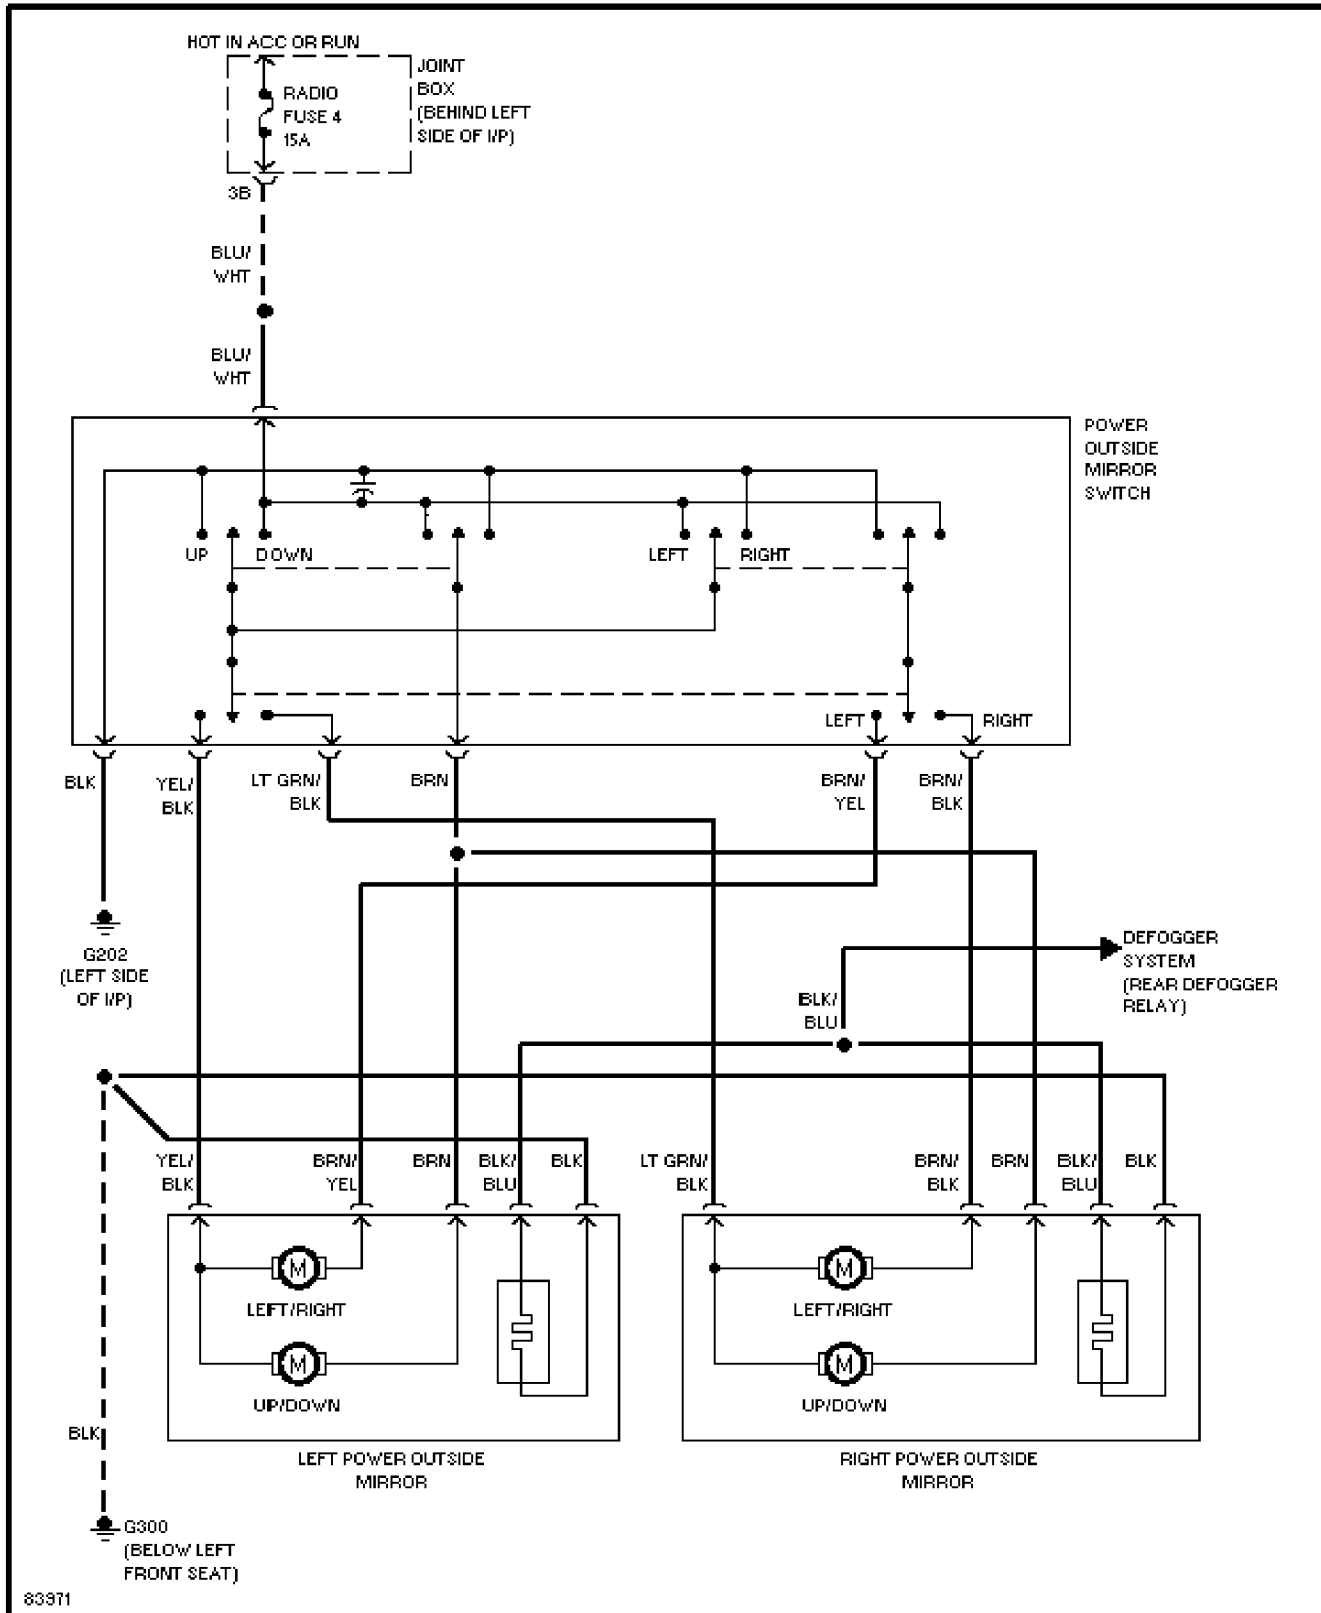 HOT IN ACC OR RUN
JOINT
BOX
(BEHIND LEFT
SIDE OF I/P)
RADIO
FUSE 4
15A
3B
BLU/
WHT
BLU/
WHT
POWER
OUTSIDE
MIRROR
SWITCH
UP
DOWN
LEFT
RIGHT
LEFT
RIGHT
BLK
YEL/
BLK
LT GRN/
BLK
BRN
BRN/
YEL
BRN/
BLK
G202
(LEFT SIDE
OF I/P)
DEFOGGER
SYSTEM
(REAR DEFOGGER
RELAY)
BLK/
BLU
YEL/
BLK
BRN/
YEL
BRN
BLK/
BLU
BLK
LT GRN/
BLK
BRN/
BLK
BRN
BLK/
BLU
BLK
M
LEFT/RIGHT
M
UP/DOWN
M
LEFT/RIGHT
M
UP/DOWN
BLK
LEFT POWER OUTSIDE
MIRROR
RIGHT POWER OUTSIDE
MIRROR
G300
(BELOW LEFT
FRONT SEAT)
83971